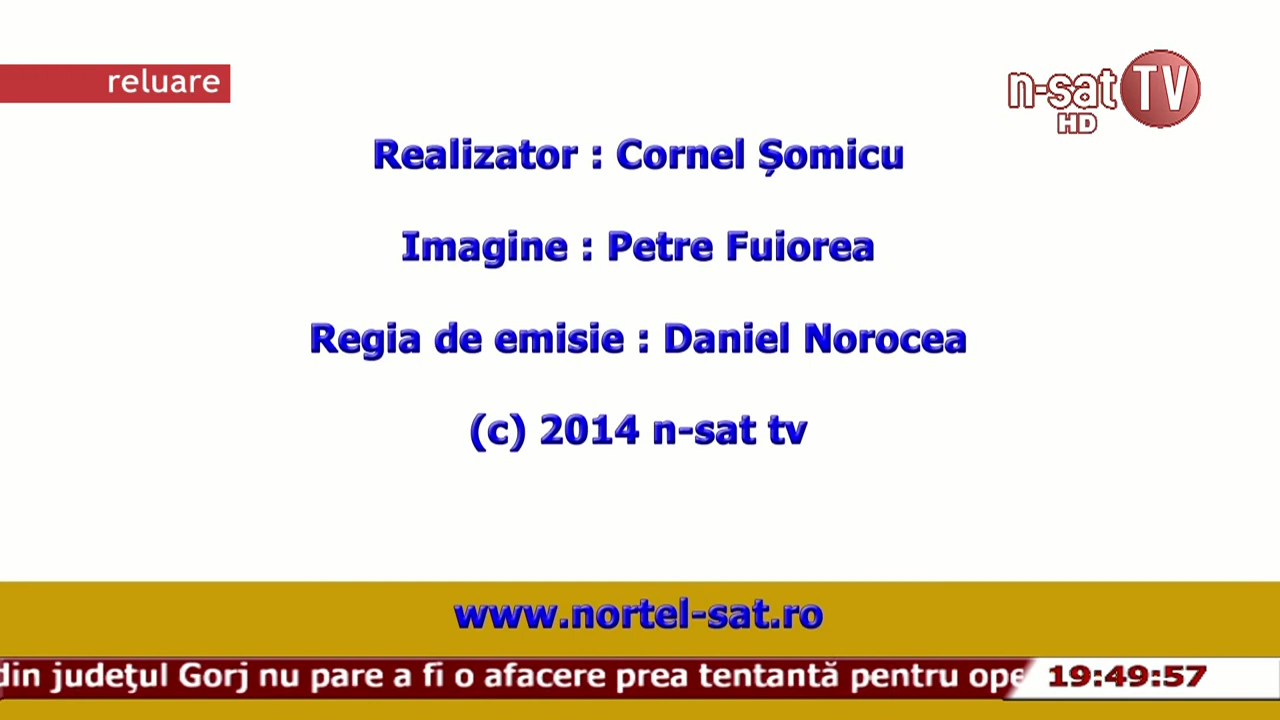 reluare
n-sat TV
HD
Realizator : Cornel Șomicu
Imagine : Petre Fuiorea
Regia de emisie : Daniel Norocea
(c) 2014 n-sat tv
www.nortel-sat.ro
din judeţul Gorj nu pare a fi o afacere prea tentantă pentru ope
19:49:57